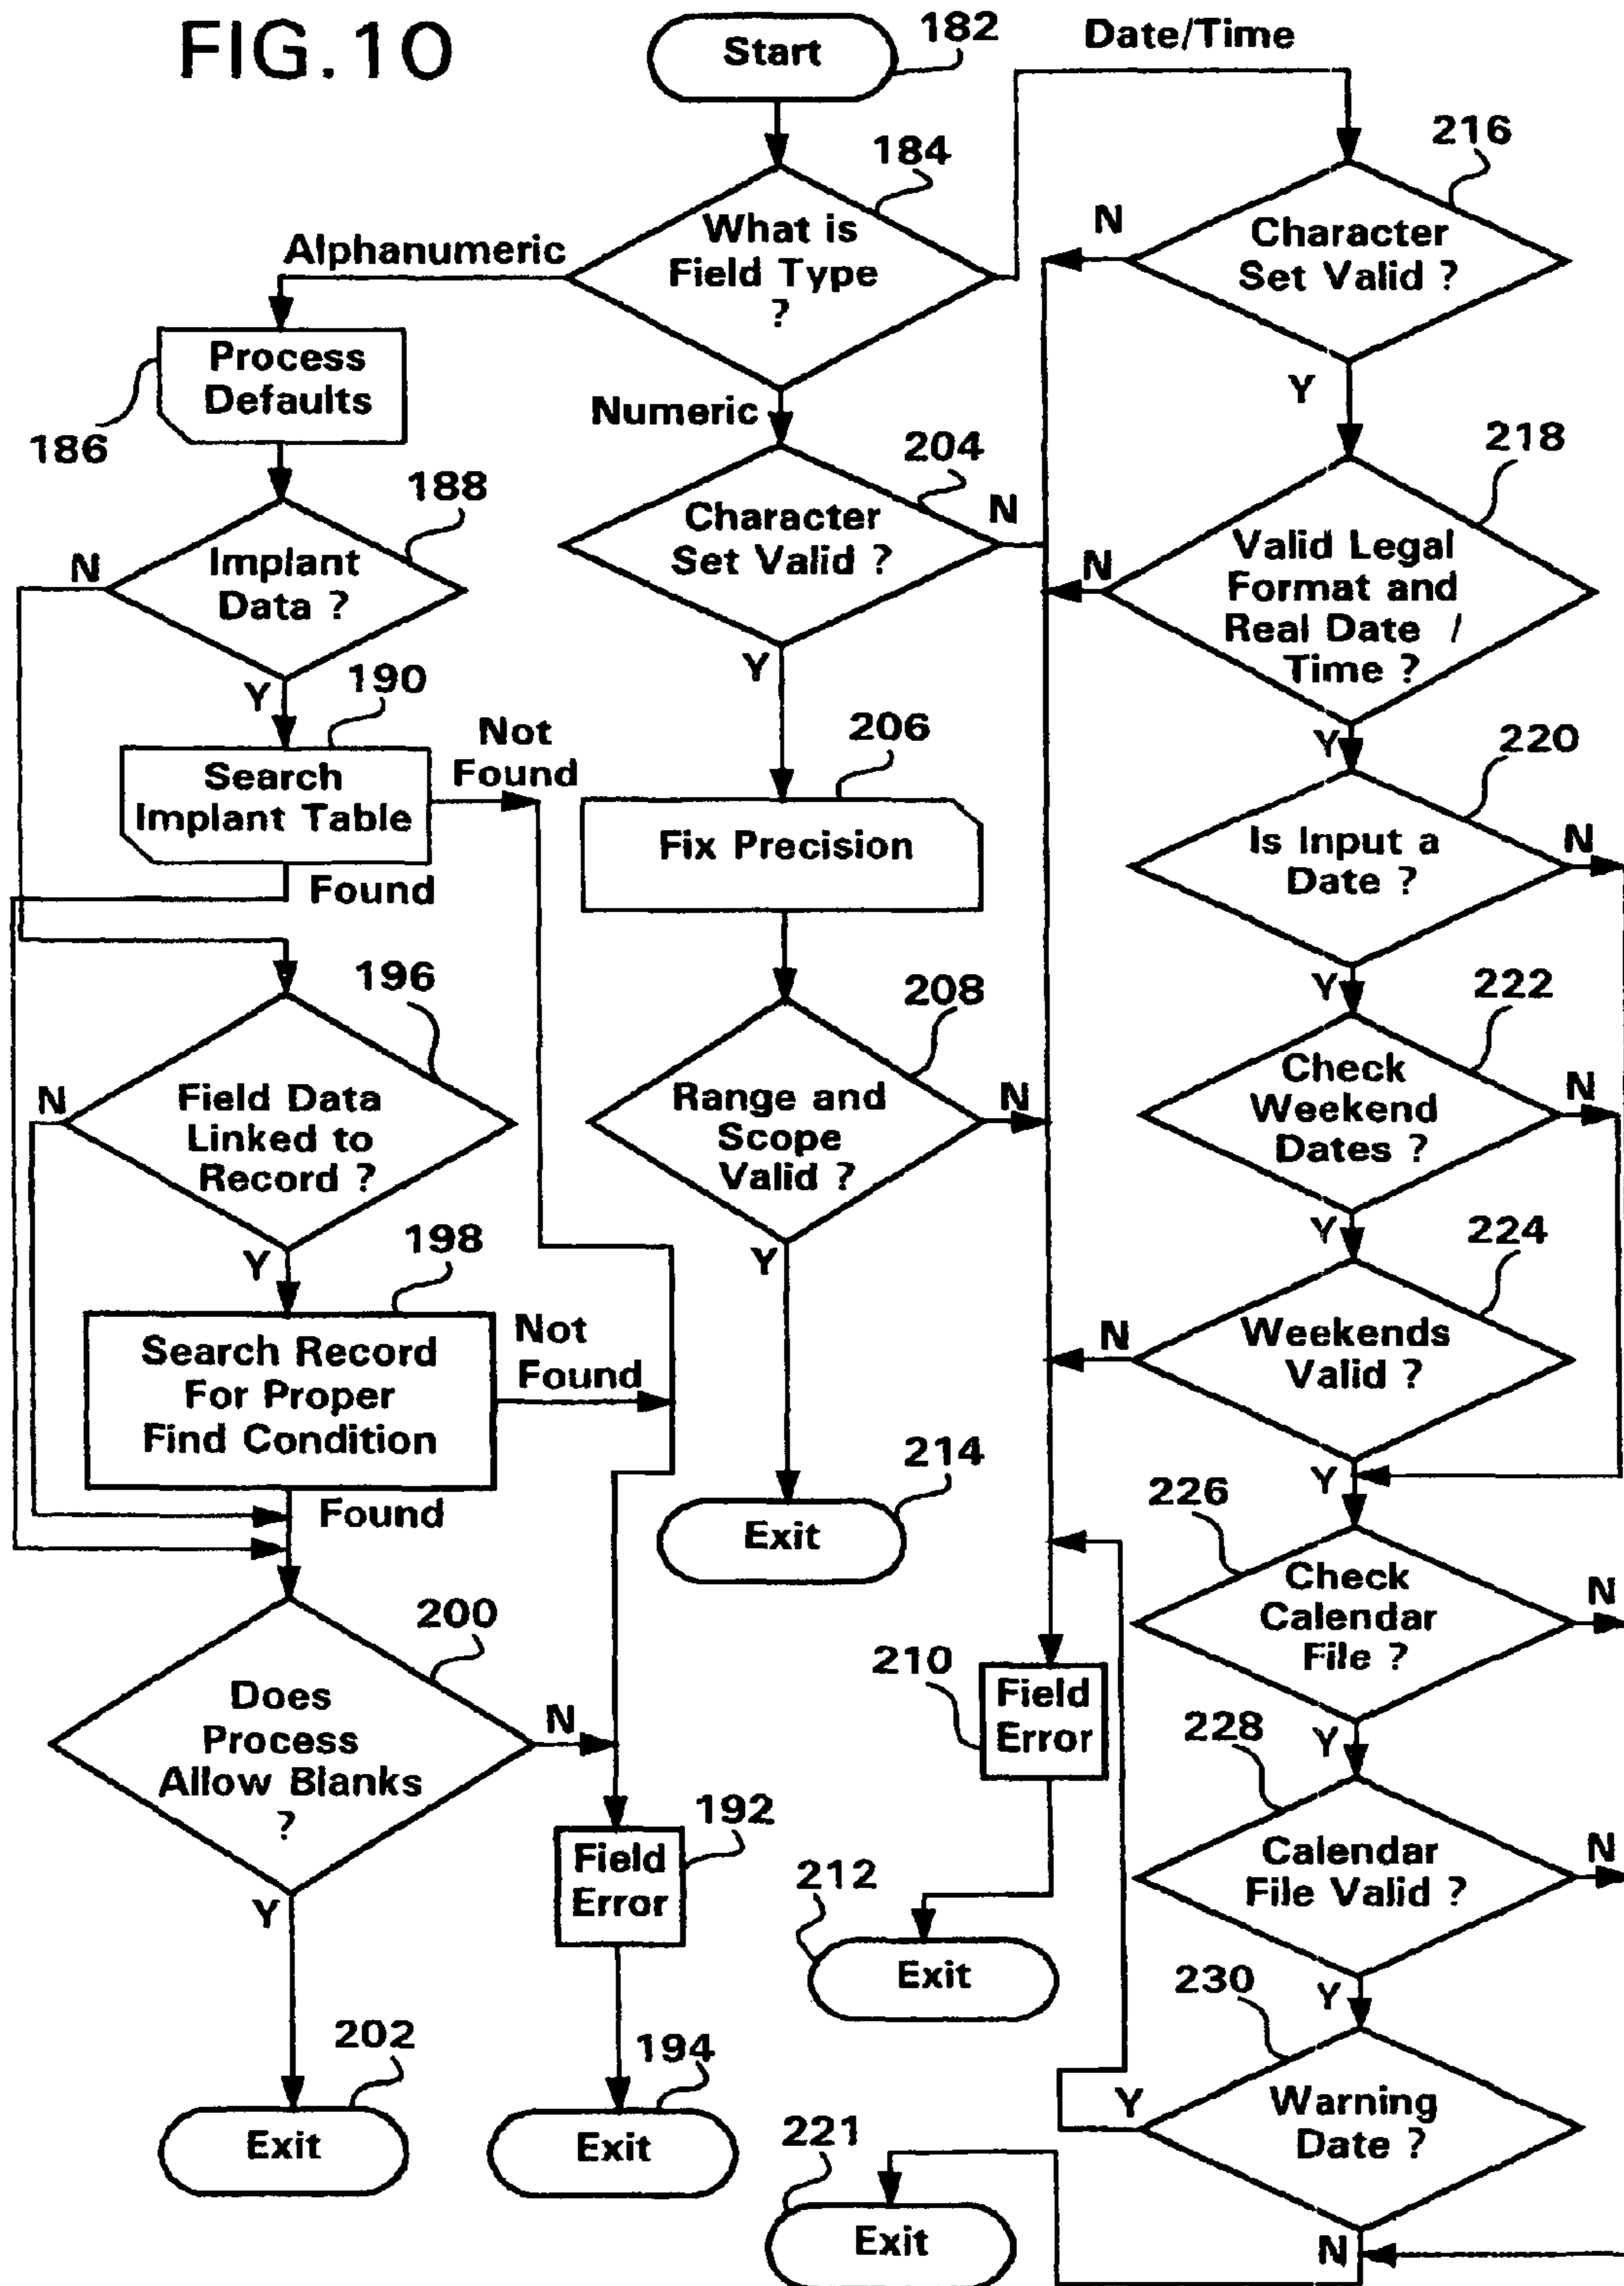 FIG.10
Start
182
Date/Time
184
What is
Field Type
?
Alphanumeric
Numeric
Process
Defaults
186
188
Implant
Data ?
N
Y
190
Search
Implant Table
Not
Found
Found
196
Field Data
Linked to
Record ?
N
Y
198
Search Record
For Proper
Find Condition
Not
Found
Found
200
Does
Process
Allow Blanks
?
N
Y
202
Exit
192
Field
Error
194
Exit
204
Character
Set Valid ?
N
Y
206
Fix Precision
208
Range and
Scope
Valid ?
N
Y
214
Exit
210
Field
Error
212
Exit
216
Character
Set Valid ?
N
Y
218
Valid Legal
Format and
Real Date /
Time ?
N
Y
220
Is Input a
Date ?
N
Y
222
Check
Weekend
Dates ?
N
Y
224
Weekends
Valid ?
N
Y
226
Check
Calendar
File ?
N
Y
228
Calendar
File Valid ?
N
Y
230
Warning
Date ?
Y
N
221
Exit